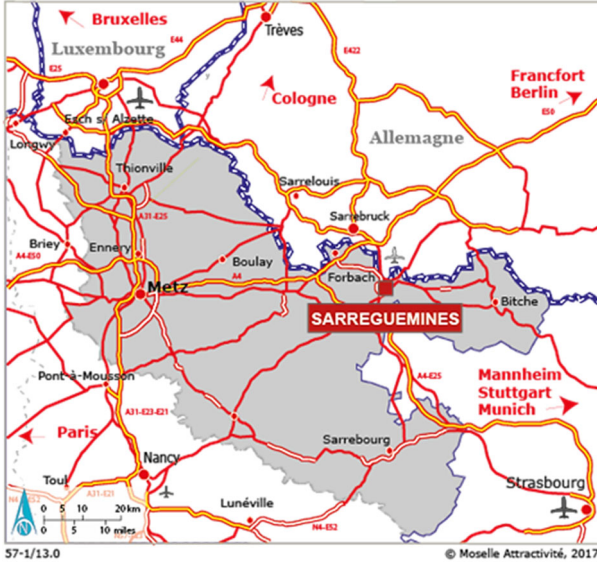 Bruxelles
Trèves
E44
Luxembourg
E422
E25
Cologne
Francfort
Berlin
E50
Esch s/ Alzette
Allemagne
Longwy
Thionville
Sarrelouis
A31-E25
Sarrebruck
Briey
Ennery
A4-E50
Boulay
Forbach
A4
Metz
Bitche
SARREGUEMINES
Pont-à-Mousson
A4-E25
Mannheim
Stuttgart
Munich
A31-E23-E21
Paris
Sarrebourg
Nancy
Toul
A31-E21
Strasbourg
N4-E52
Lunéville
N4-E52
N
0 5 10 20km
0 5 10 miles
57-1/13.0
© Moselle Attractivité, 2017